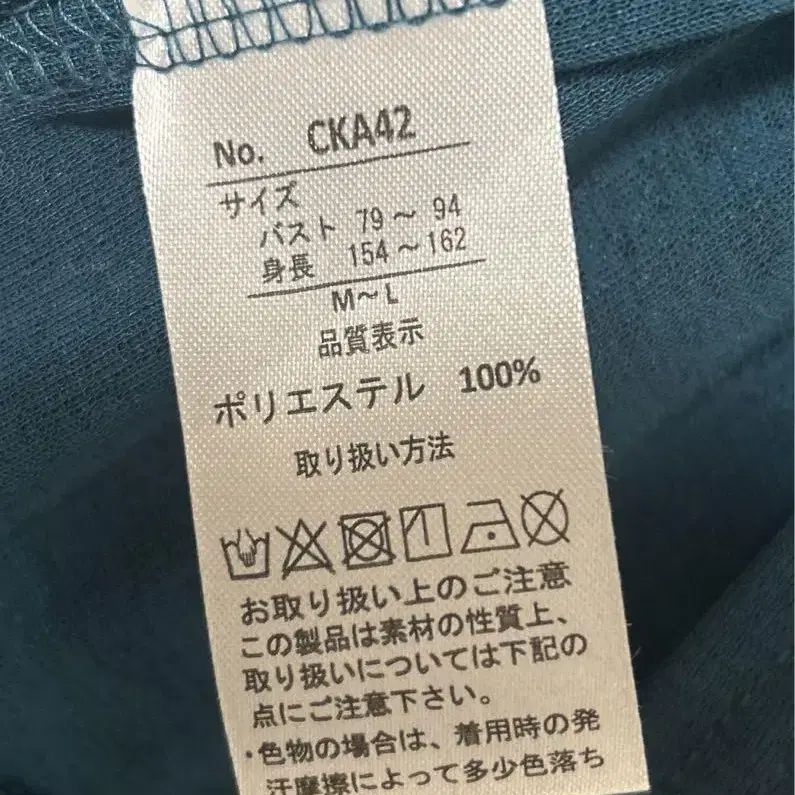 No. CKA42
サイズ
バスト 79～ 94
身長 154～162
M～L
品質表示
ポリエステル 100%
取り扱い方法
お取り扱い上のご注意
この製品は素材の性質上、
取り扱いについては下記の
点にご注意下さい。
・色物の場合は、着用時の発
汗摩擦によって多少色落ち